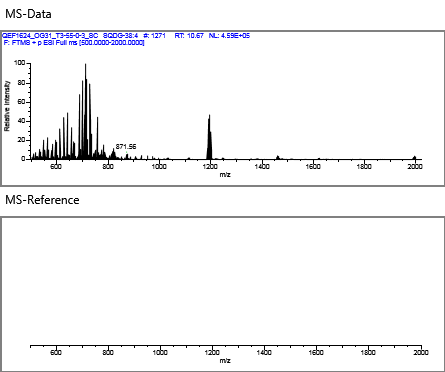 MS-Data
QEF1624_OG31_T3-55-0-3_SC SQDG-38:4 #: 1271 RT: 10.67 NL: 4.59E+05
F: FTMS + p ESI Full ms [500.0000-2000.0000]
100
80
60
40
20
0
Relative Intensity
871.56
600 800 1000 1200 1400 1600 1800 2000
m/z
MS-Reference
600 800 1000 1200 1400 1600 1800 2000
m/z